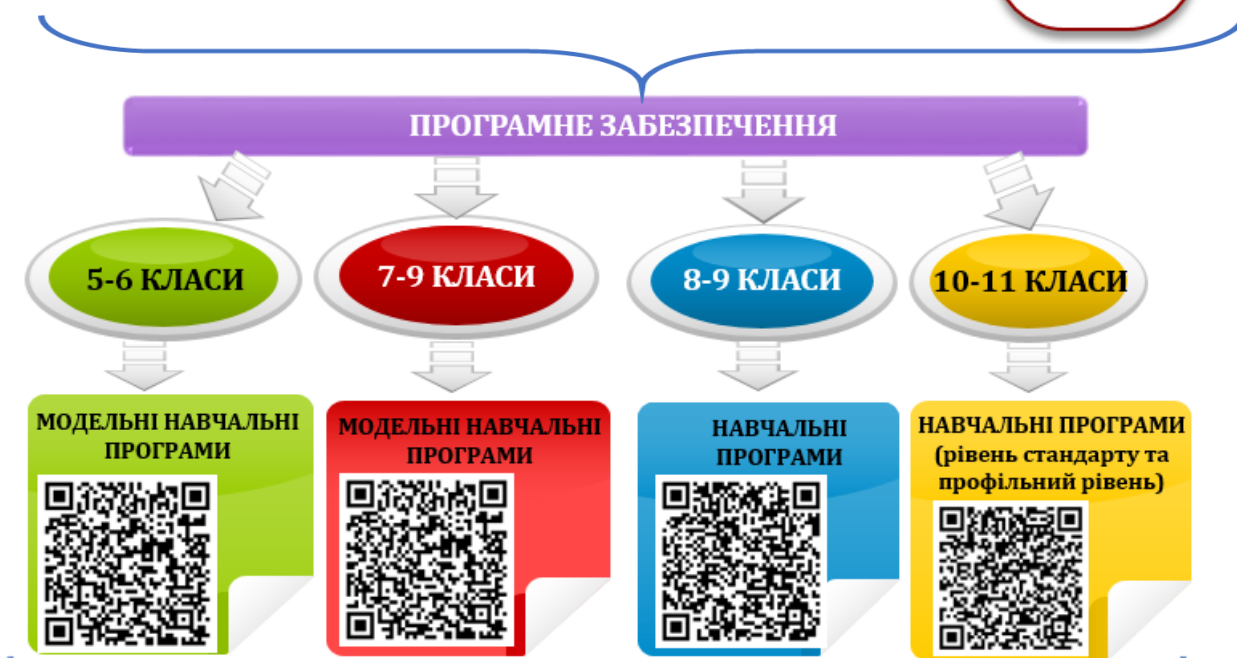 ПРОГРАМНЕ ЗАБЕЗПЕЧЕННЯ
5-6 КЛАСИ
7-9 КЛАСИ
8-9 КЛАСИ
10-11 КЛАСИ
МОДЕЛЬНІ НАВЧАЛЬНІ
ПРОГРАМИ
МОДЕЛЬНІ НАВЧАЛЬНІ
ПРОГРАМИ
НАВЧАЛЬНІ
ПРОГРАМИ
НАВЧАЛЬНІ ПРОГРАМИ
(рівень стандарту та
профільний рівень)